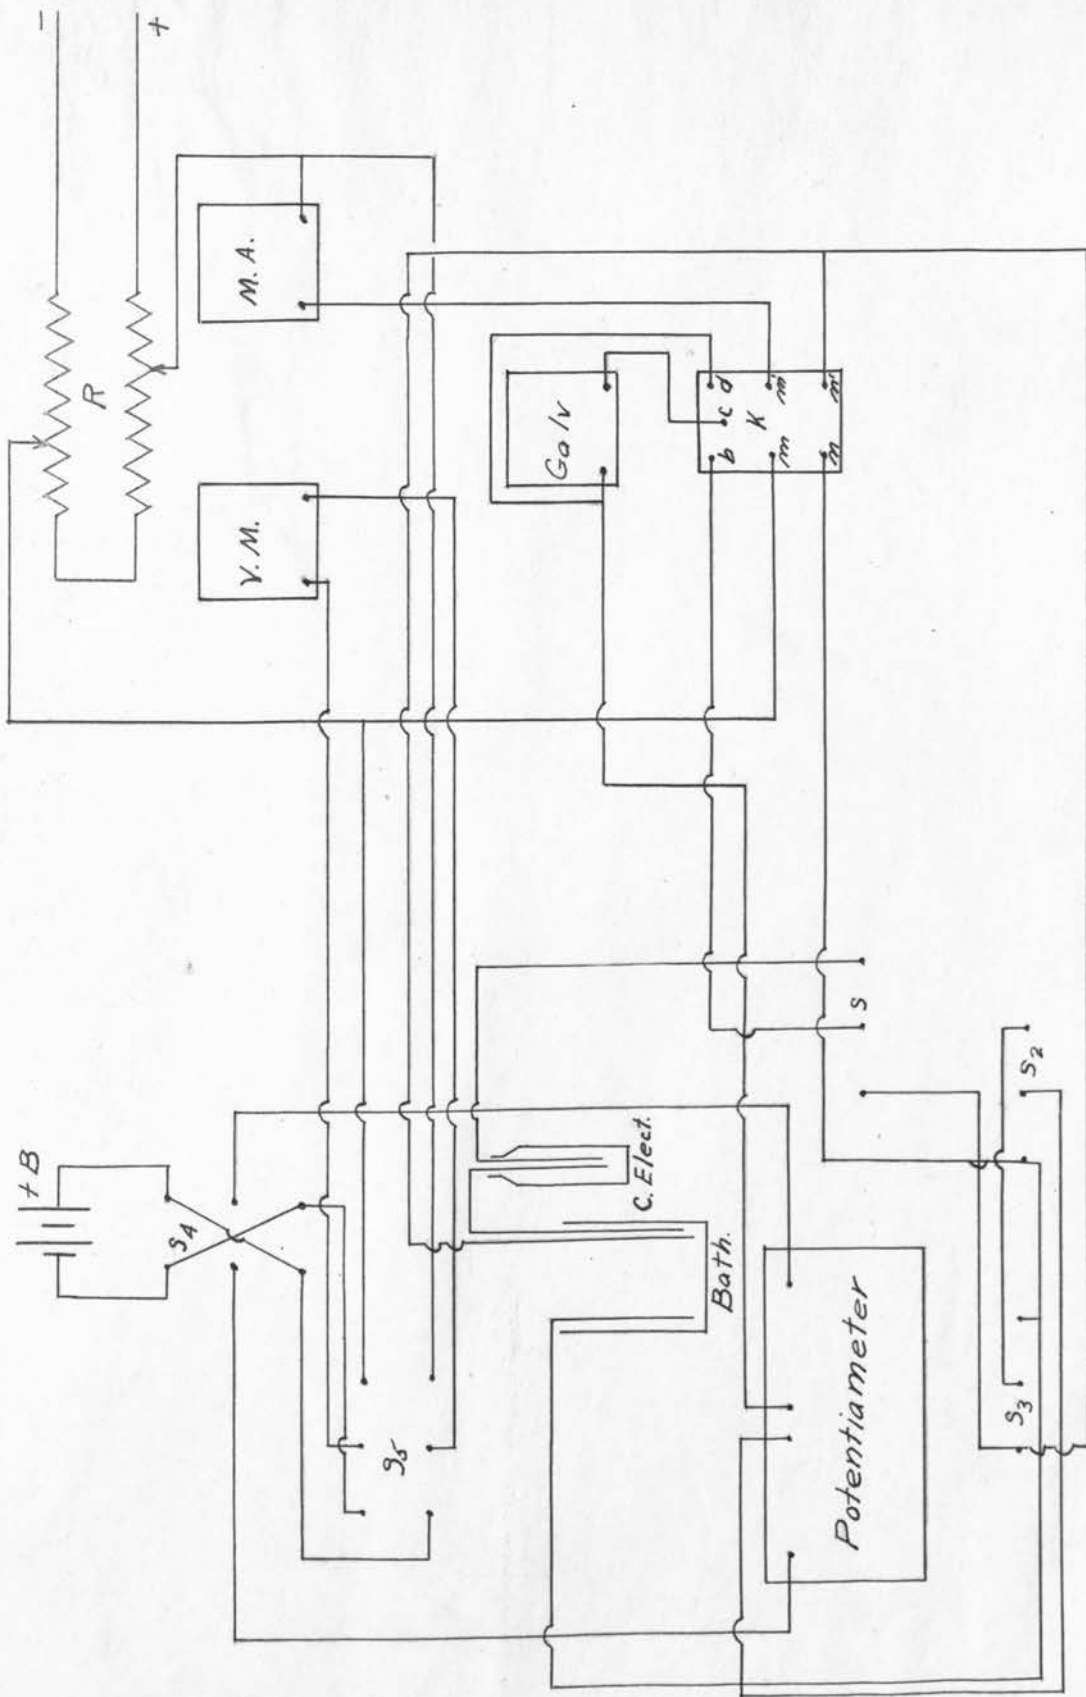 -
+
R
M.A.
V.M.
Galv
b c d
K
m m'
n n'
+ B
S4
S5
C. Elect.
Bath.
Potentiameter
S
S2
S3